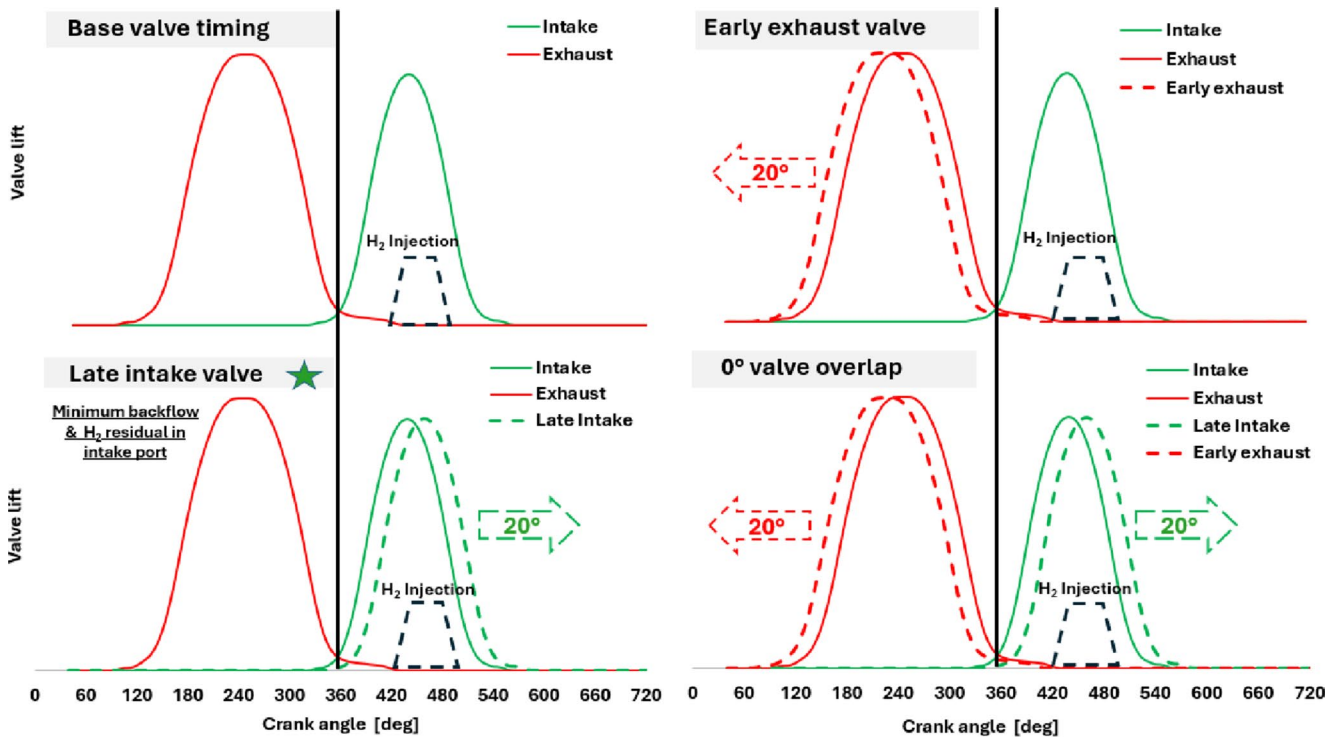 Base valve timing
Intake
Exhaust
Valve lift
H₂ Injection
Early exhaust valve
Intake
Exhaust
Early exhaust
20°
H₂ Injection
Late intake valve
Minimum backflow
& H₂ residual in
intake port
Intake
Exhaust
Late Intake
Valve lift
20°
H₂ Injection
0 60 120 180 240 300 360 420 480 540 600 660 720
Crank angle [deg]
0° valve overlap
Intake
Exhaust
Late Intake
Early exhaust
20°
20°
H₂ Injection
0 60 120 180 240 300 360 420 480 540 600 660 720
Crank angle [deg]